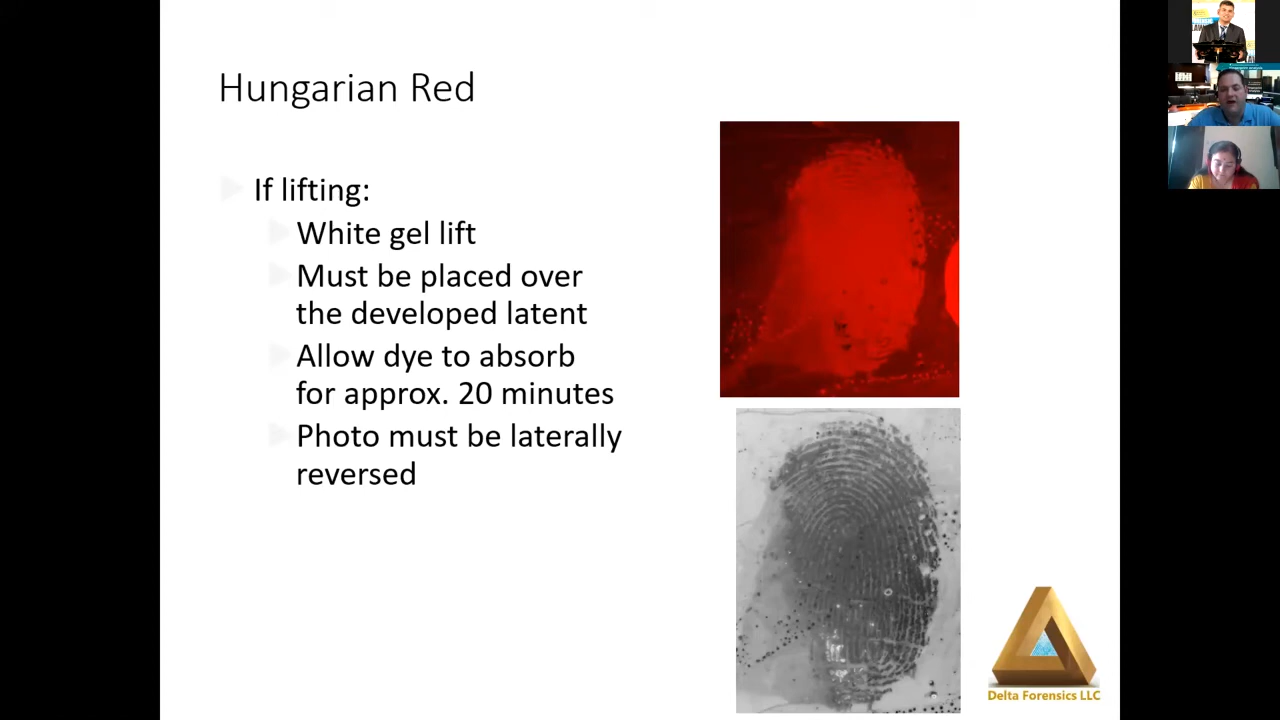 Hungarian Red
If lifting:
White gel lift
Must be placed over
the developed latent
Allow dye to absorb
for approx. 20 minutes
Photo must be laterally
reversed
Delta Forensics LLC